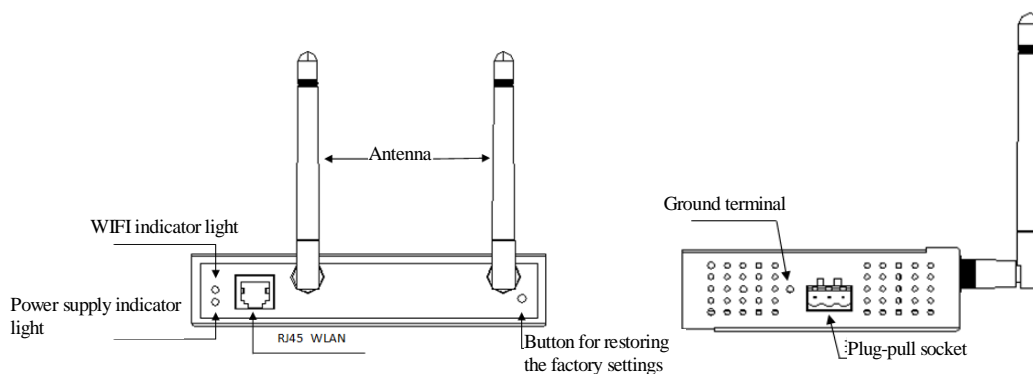 Antenna
WIFI indicator light
Power supply indicator
light
RJ45 WLAN
Button for restoring
the factory settings
Ground terminal
Plug-pull socket